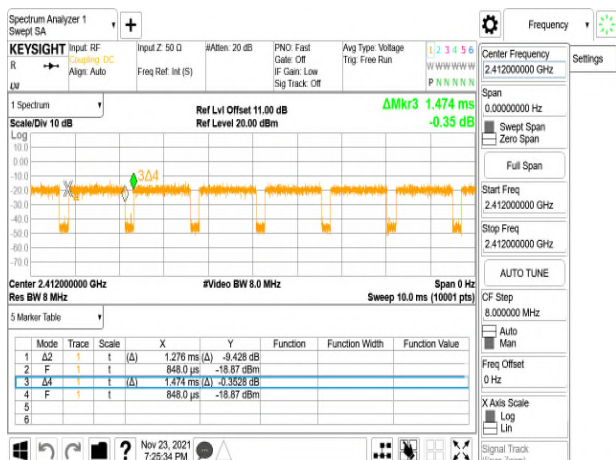 Spectrum Analyzer 1
Swept SA
+
Frequency
KEYSIGHT Input: RF Input Z: 50 Ω #Atten: 20 dB PNO: Fast Avg Type: Voltage 1 2 3 4 5 6
Coupling: DC Gate: Off Trig: Free Run
R Align: Auto Freq Ref: Int (S) IF Gain: Low W W W W W W
Sig Track: Off
LXI P N N N N N
Center Frequency
2.412000000 GHz
Settings
1 Spectrum
Ref Lvl Offset 11.00 dB
ΔMkr3 1.474 ms
Scale/Div 10 dB
Ref Level 20.00 dBm
-0.35 dB
Span
0.00000000 Hz
Swept Span
Zero Span
Full Span
Start Freq
2.412000000 GHz
Stop Freq
2.412000000 GHz
AUTO TUNE
CF Step
8.000000 MHz
Auto
Man
Freq Offset
0 Hz
X Axis Scale
Log
Lin
Signal Track
Log
10.0
0.00
-10.0
-20.0
-30.0
-40.0
-50.0
-60.0
-70.0
3Δ4
Center 2.412000000 GHz #Video BW 8.0 MHz Span 0 Hz
Res BW 8 MHz Sweep 10.0 ms (10001 pts)
5 Marker Table
Mode Trace Scale X Y Function Function Width Function Value
1 Δ2 1 t (Δ) 1.276 ms (Δ) -9.428 dB
2 F 1 t 848.0 µs -18.87 dBm
3 Δ4 1 t (Δ) 1.474 ms (Δ) -0.3528 dB
4 F 1 t 848.0 µs -18.87 dBm
5
6
?
Nov 23, 2021
7:25:34 PM